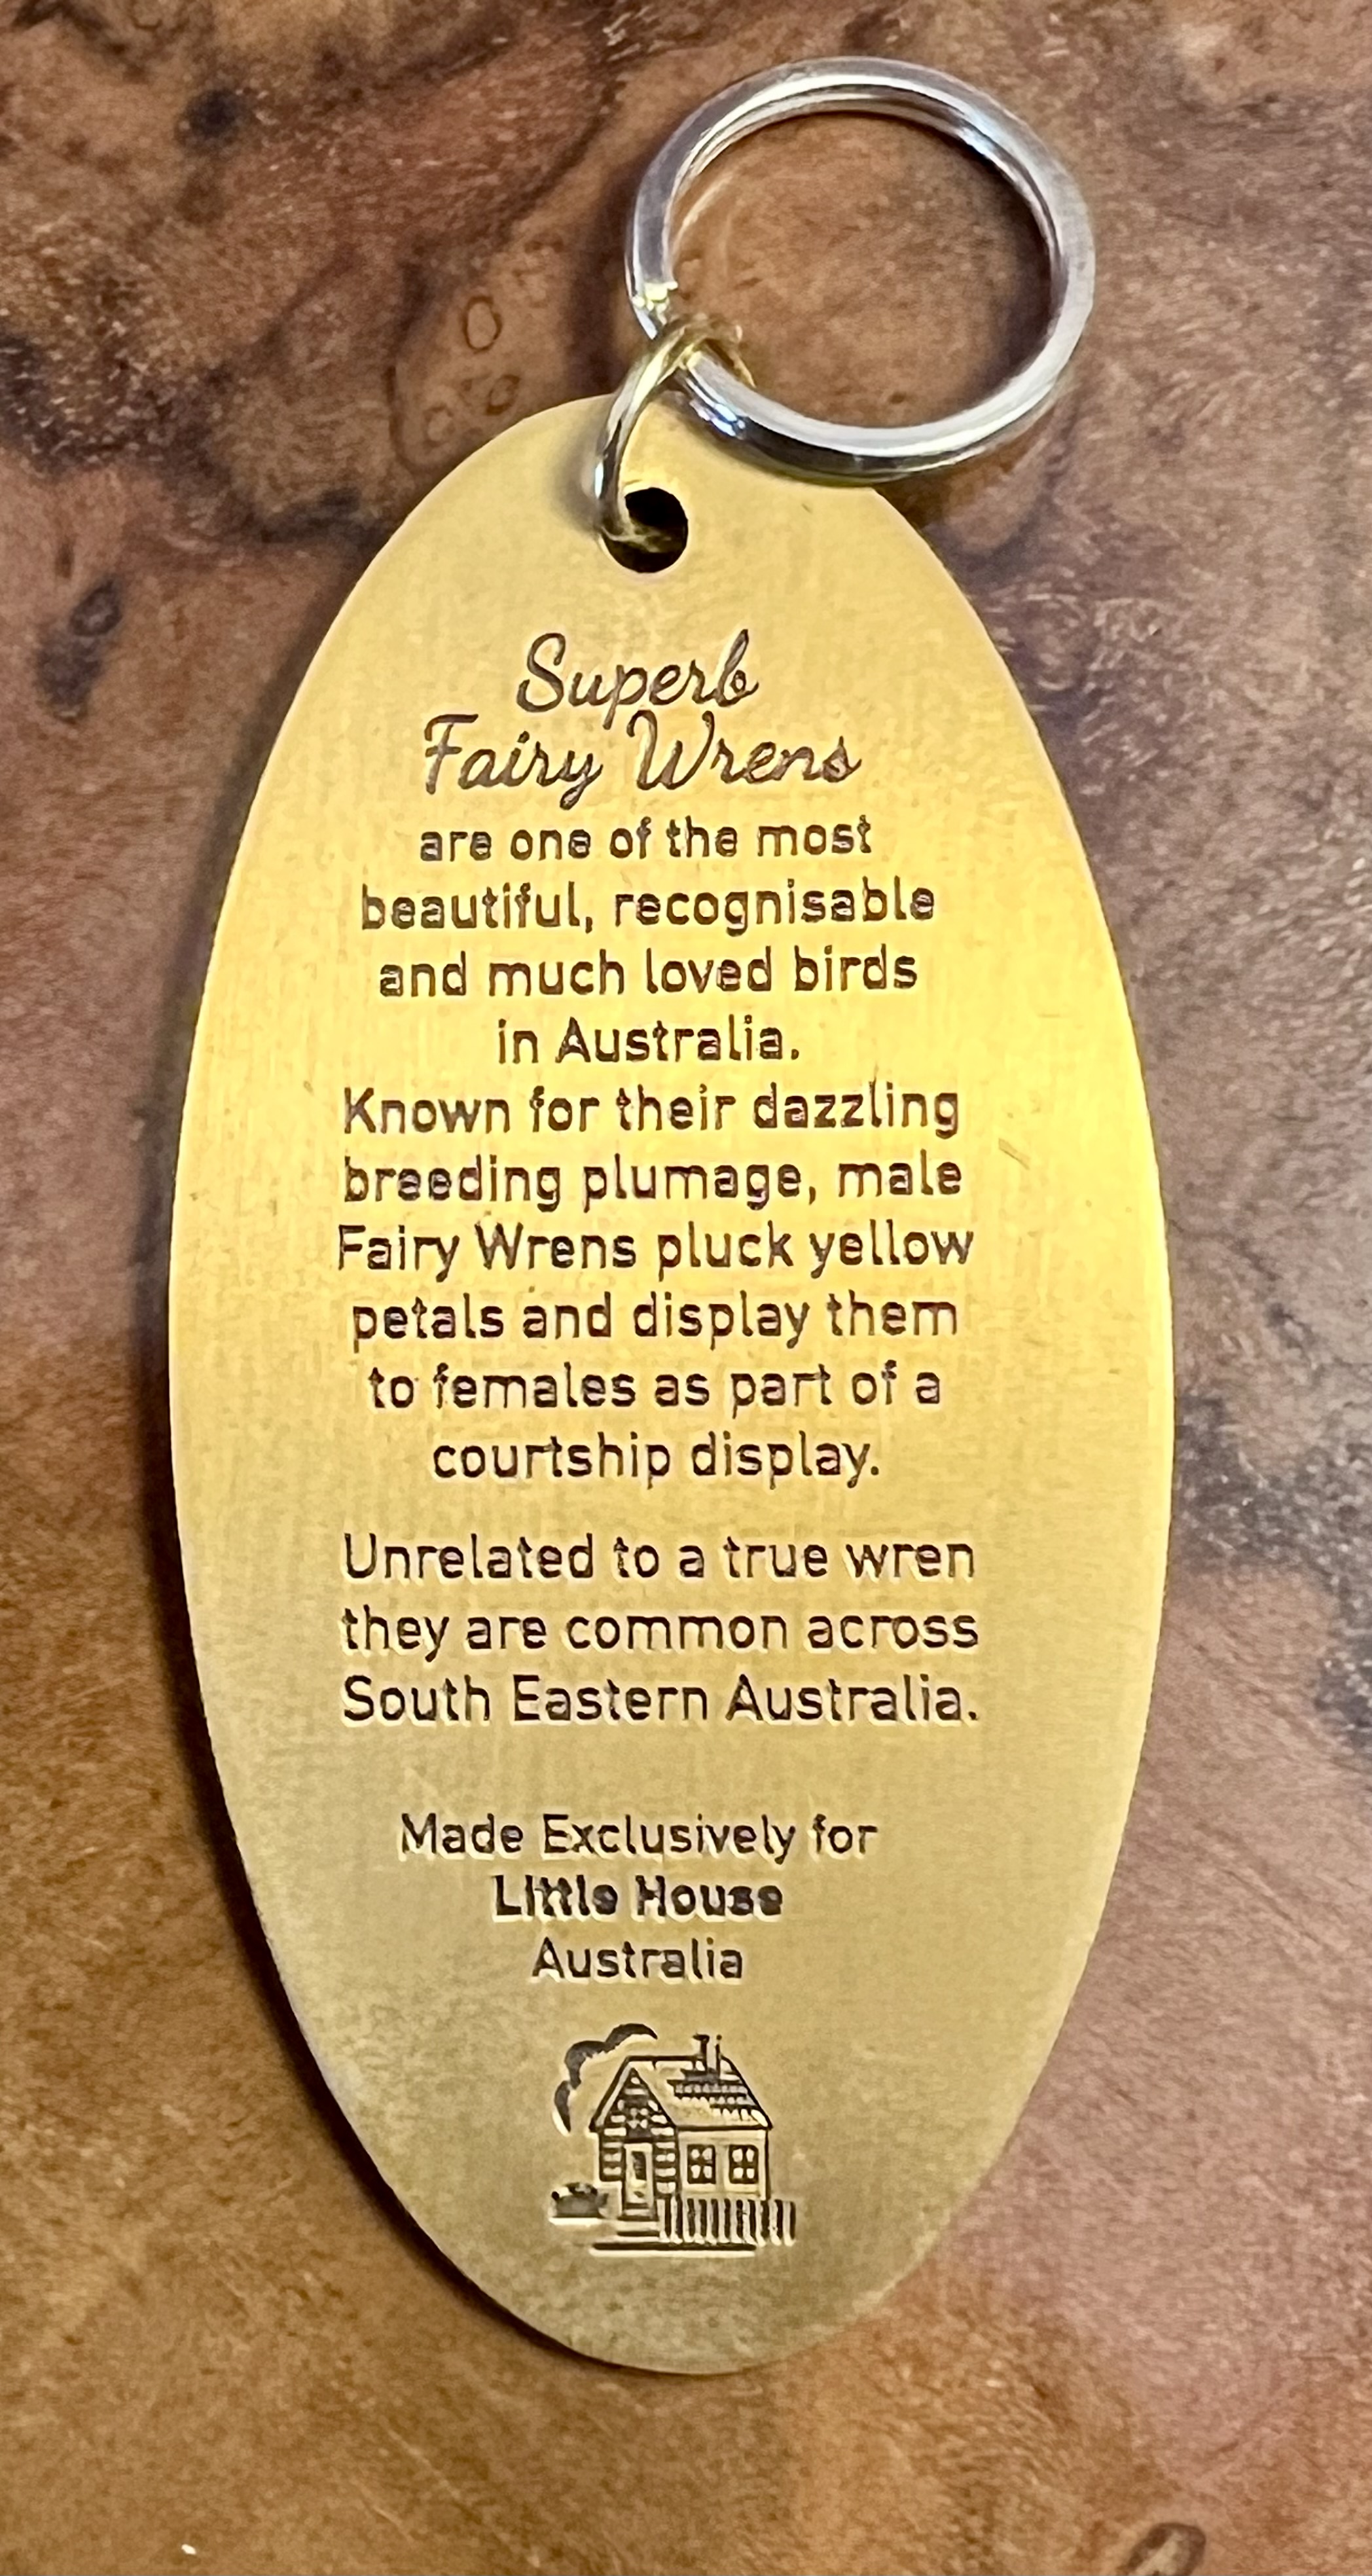 Superb
Fairy Wrens
are one of the most
beautiful, recognisable
and much loved birds
in Australia.
Known for their dazzling
breeding plumage, male
Fairy Wrens pluck yellow
petals and display them
to females as part of a
courtship display.
Unrelated to a true wren
they are common across
South Eastern Australia.
Made Exclusively for
Little House
Australia